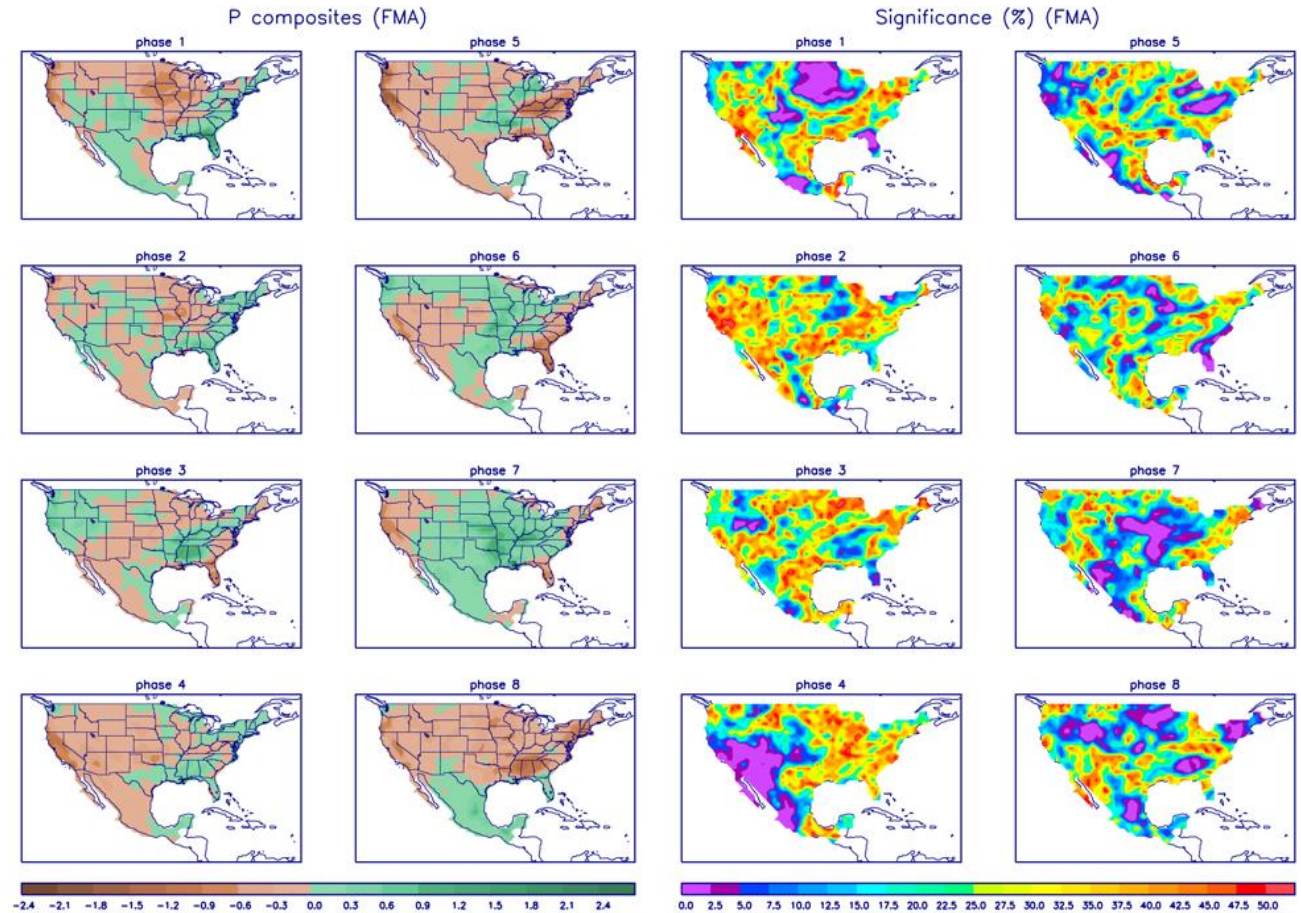 P composites (FMA)
Significance (%) (FMA)
phase 1
phase 5
phase 1
phase 5
phase 2
phase 6
phase 2
phase 6
phase 3
phase 7
phase 3
phase 7
phase 4
phase 8
phase 4
phase 8
−2.4 −2.1 −1.8 −1.2 −0.9 −0.6 −0.3 0.0 0.3 0.6 0.9 1.2 1.8 2.1 2.4
0.0 2.5 5.0 7.5 10.0 12.5 15.0 17.5 20.0 22.5 25.0 27.5 30.0 32.5 35.0 37.5 40.0 42.5 45.0 47.5 50.0